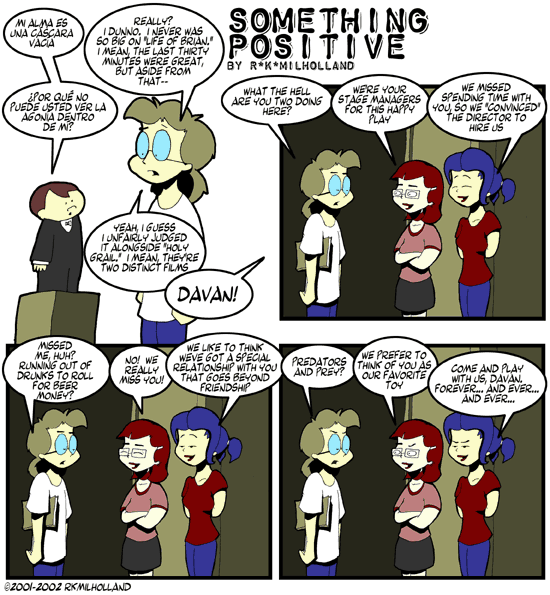 MI ALMA ES
UNA CÁSCARA
VACÍA
¿POR QUÉ NO
PUEDE USTED VER LA
AGONÍA DENTRO
DE MÍ?
REALLY?
I DUNNO. I NEVER WAS
SO BIG ON "LIFE OF BRIAN."
I MEAN, THE LAST THIRTY
MINUTES WERE GREAT,
BUT ASIDE FROM
THAT--
SOMETHING
POSITIVE
BY R*K*MILHOLLAND
YEAH, I GUESS
I UNFAIRLY JUDGED
IT ALONGSIDE "HOLY
GRAIL." I MEAN, THEY'RE
TWO DISTINCT FILMS
DAVAN!
WHAT THE HELL
ARE YOU TWO DOING
HERE?
WE'RE YOUR
STAGE MANAGERS
FOR THIS HAPPY
PLAY
WE MISSED
SPENDING TIME WITH
YOU, SO WE "CONVINCED"
THE DIRECTOR TO
HIRE US
MISSED
ME, HUH?
RUNNING OUT OF
DRUNKS TO ROLL
FOR BEER
MONEY?
NO! WE
REALLY
MISS YOU!
WE LIKE TO THINK
WE'VE GOT A SPECIAL
RELATIONSHIP WITH YOU
THAT GOES BEYOND
FRIENDSHIP
PREDATORS
AND PREY?
WE PREFER TO
THINK OF YOU AS
OUR FAVORITE
TOY
COME AND PLAY
WITH US, DAVAN.
FOREVER... AND EVER...
AND EVER...
©2001-2002 RKMILHOLLAND